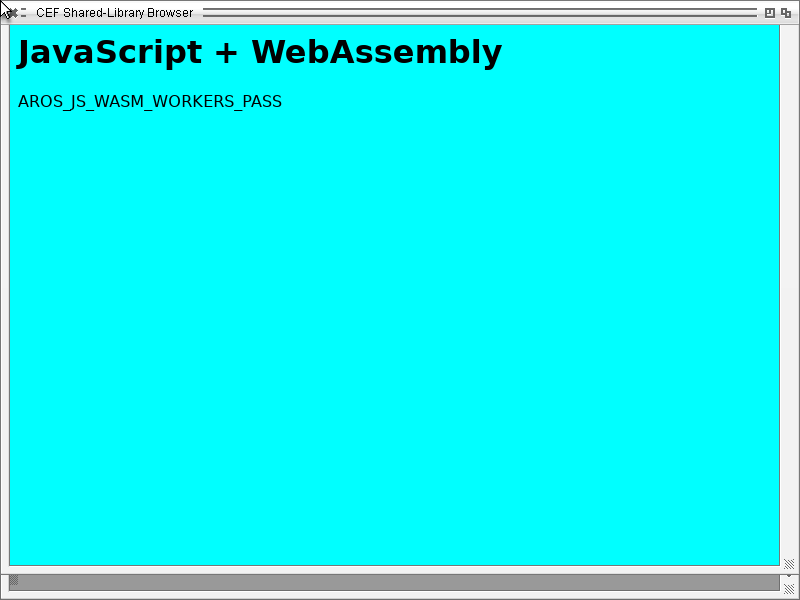 CEF Shared-Library Browser
JavaScript + WebAssembly
AROS_JS_WASM_WORKERS_PASS